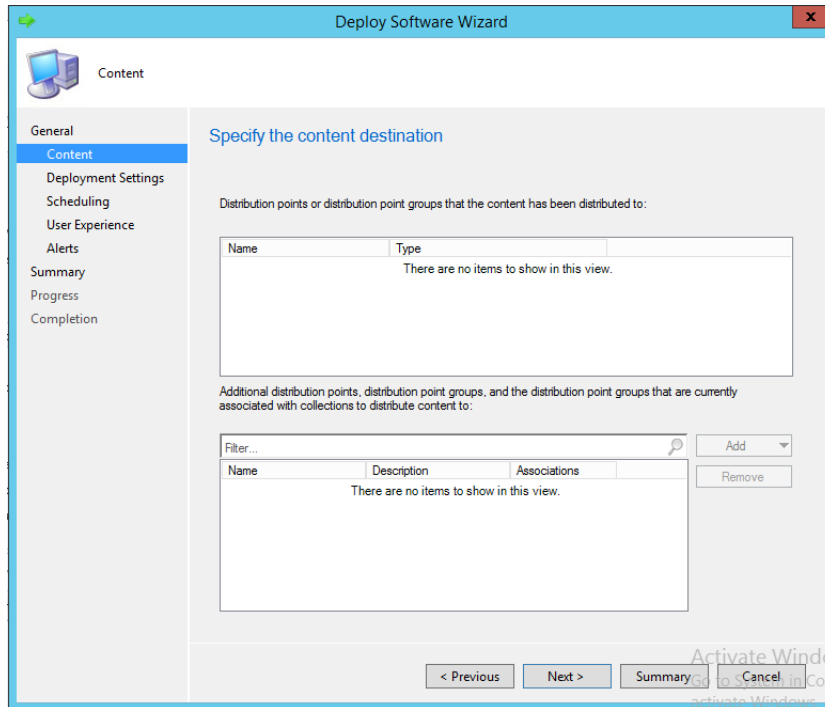 Deploy Software Wizard
x
Content
General
Content
Deployment Settings
Scheduling
User Experience
Alerts
Summary
Progress
Completion
Specify the content destination
Distribution points or distribution point groups that the content has been distributed to:
Name Type
There are no items to show in this view.
Additional distribution points, distribution point groups, and the distribution point groups that are currently
associated with collections to distribute content to:
Filter...
Add
Name Description Associations
Remove
There are no items to show in this view.
Activate Windo
< Previous Next > Summary Cancel
Go to System in Co
activate Windows.